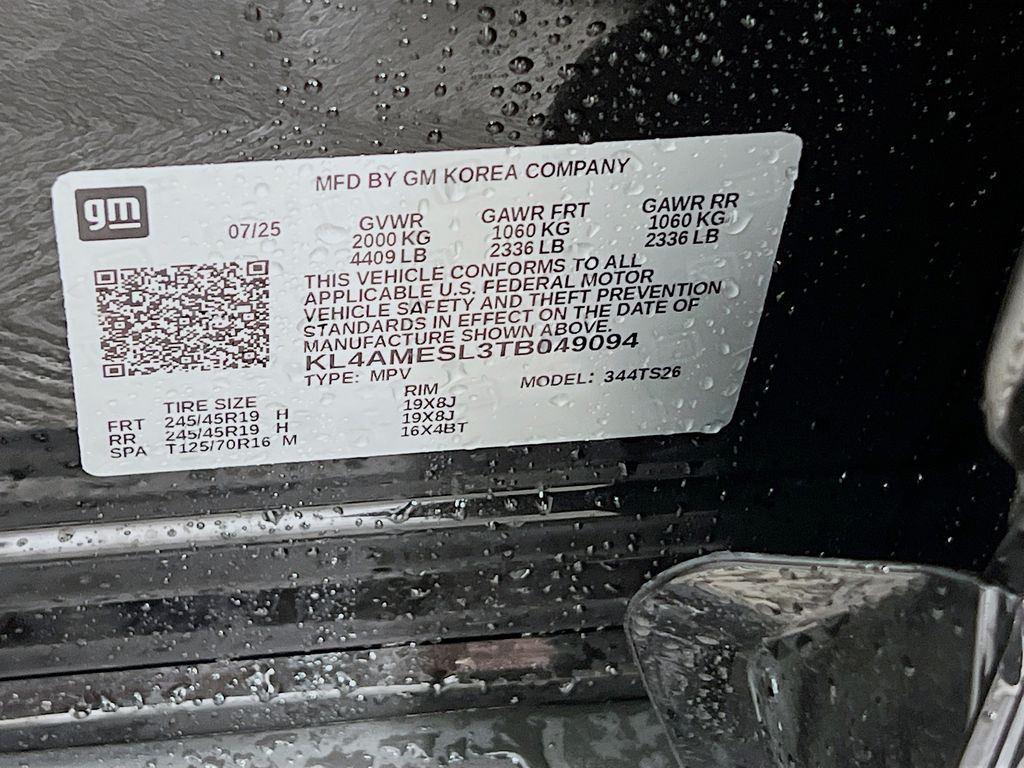 MFD BY GM KOREA COMPANY
gm
07/25
GVWR GAWR FRT GAWR RR
2000 KG 1060 KG 1060 KG
4409 LB 2336 LB 2336 LB
THIS VEHICLE CONFORMS TO ALL
APPLICABLE U.S. FEDERAL MOTOR
VEHICLE SAFETY AND THEFT PREVENTION
STANDARDS IN EFFECT ON THE DATE OF
MANUFACTURE SHOWN ABOVE.
KL4AMESL3TB049094
TYPE: MPV MODEL: 344TS26
TIRE SIZE RIM
FRT 245/45R19 H 19X8J
RR 245/45R19 H 19X8J
SPA T125/70R16 M 16X4BT